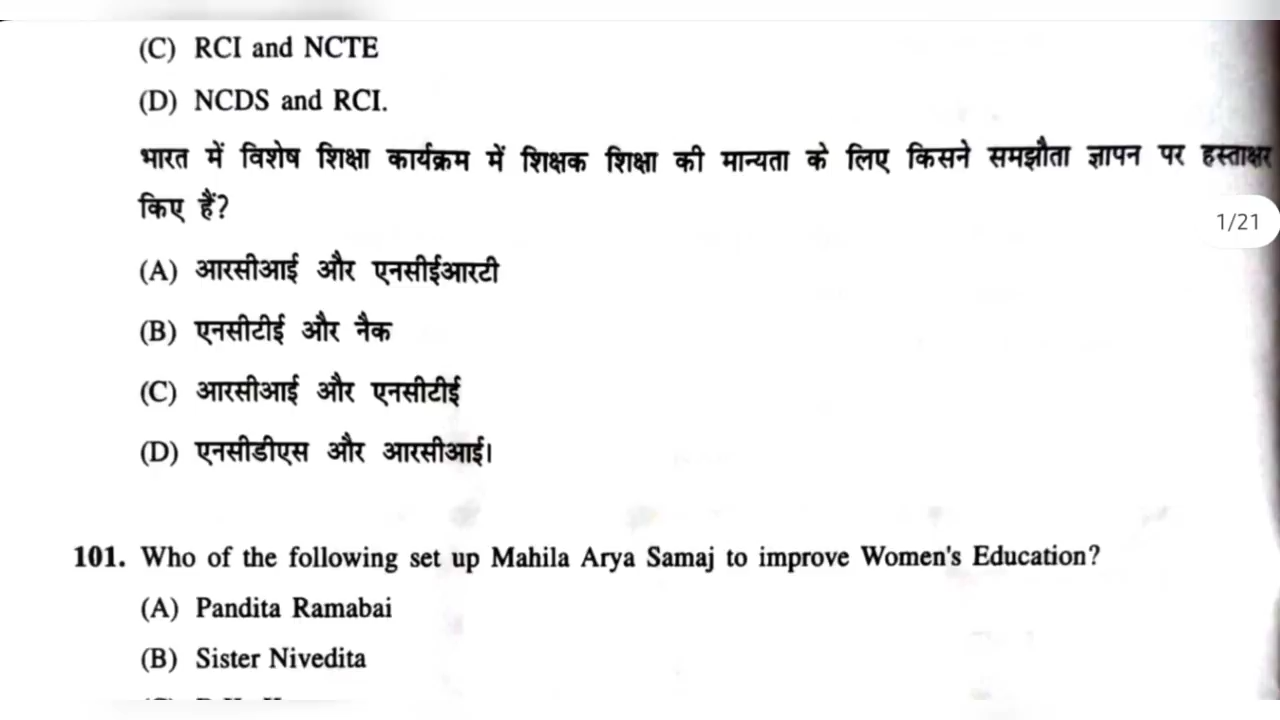 (C) RCI and NCTE
(D) NCDS and RCI.
भारत में विशेष शिक्षा कार्यक्रम में शिक्षक शिक्षा की मान्यता के लिए किसने समझौता ज्ञापन पर हस्ताक्षर
किए हैं?
1/21
(A) आरसीआई और एनसीईआरटी
(B) एनसीटीई और नैक
(C) आरसीआई और एनसीटीई
(D) एनसीडीएस और आरसीआई।
101. Who of the following set up Mahila Arya Samaj to improve Women's Education?
(A) Pandita Ramabai
(B) Sister Nivedita